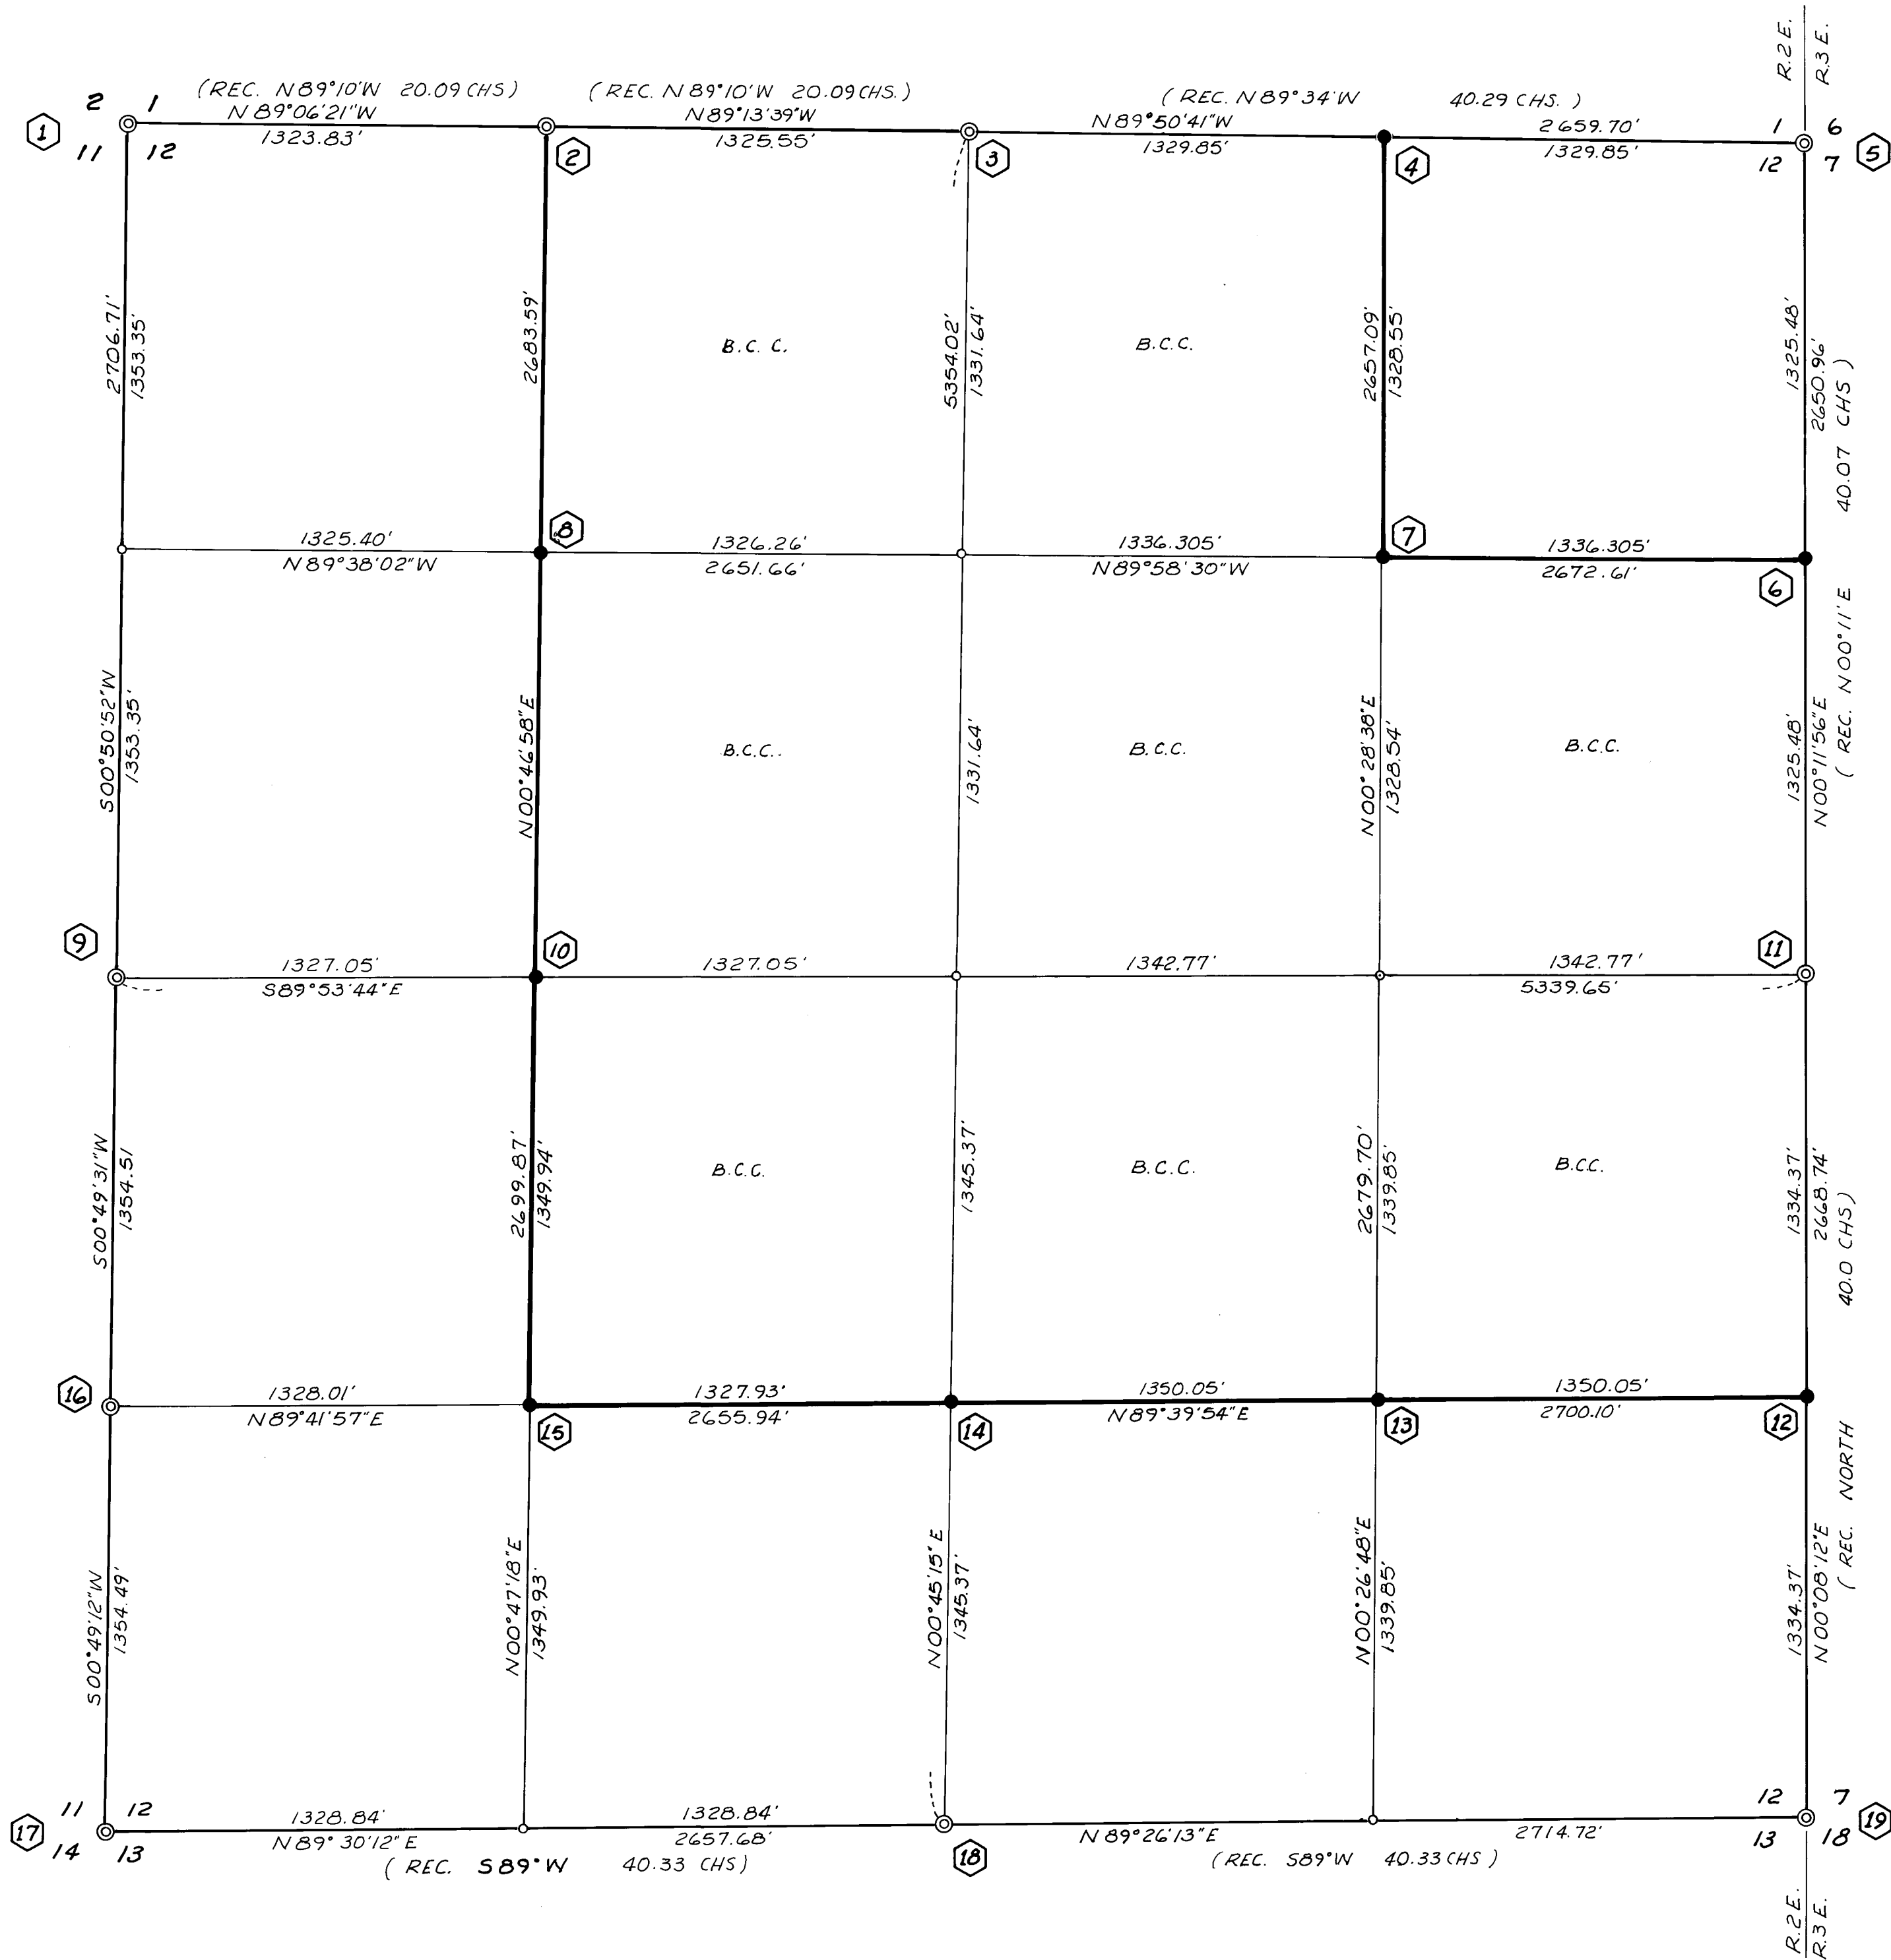 R.2 E.
R.3 E.
(REC. N89°10'W 20.09 CHS)
(REC. N89°10'W 20.09 CHS.)
(REC. N89°34'W 40.29 CHS.)
2 1
N89°06'21"W
N89°13'39"W
N89°50'41"W
2659.70'
1 6
1
11 12
1323.83'
2
1325.55'
3
1329.85'
4
1329.85'
12 7
5
2706.71'
1353.35'
2683.59'
B.C.C.
5354.02'
1331.64'
B.C.C.
2657.09'
1328.55'
1325.48'
2650.96'
40.07 CHS)
1325.40'
8
1326.26'
1336.305'
7
1336.305'
N89°38'02"W
2651.66'
N89°58'30"W
2672.61'
6
S00°50'52"W
1353.35'
N00°46'58"E
B.C.C.
1331.64'
B.C.C.
N00°28'38"E
1328.54'
B.C.C.
1325.48'
N00°11'56"E
(REC. N00°11'E
9
1327.05'
10
1327.05'
1342.77'
1342.77'
11
S89°53'44"E
5339.65'
S00°49'31"W
1354.51
2699.87'
1349.94'
B.C.C.
1345.37'
B.C.C.
2679.70'
1339.85'
B.C.C.
1334.37'
2668.74'
40.0 CHS)
16
1328.01'
1327.93'
1350.05'
1350.05'
N89°41'57"E
15
2655.94'
14
N89°39'54"E
13
2700.10'
12
S00°49'12"W
1354.49'
N00°47'18"E
1349.93'
N00°45'15"E
1345.37'
N00°26'48"E
1339.85'
1334.37'
N00°08'12"E
(REC. NORTH
11 12
1328.84'
1328.84'
12 7
17
14 13
N89°30'12"E
2657.68'
18
N89°26'13"E
2714.72'
13 18
19
(REC. S89°W 40.33 CHS)
(REC. S89°W 40.33 CHS)
R.2 E.
R.3 E.